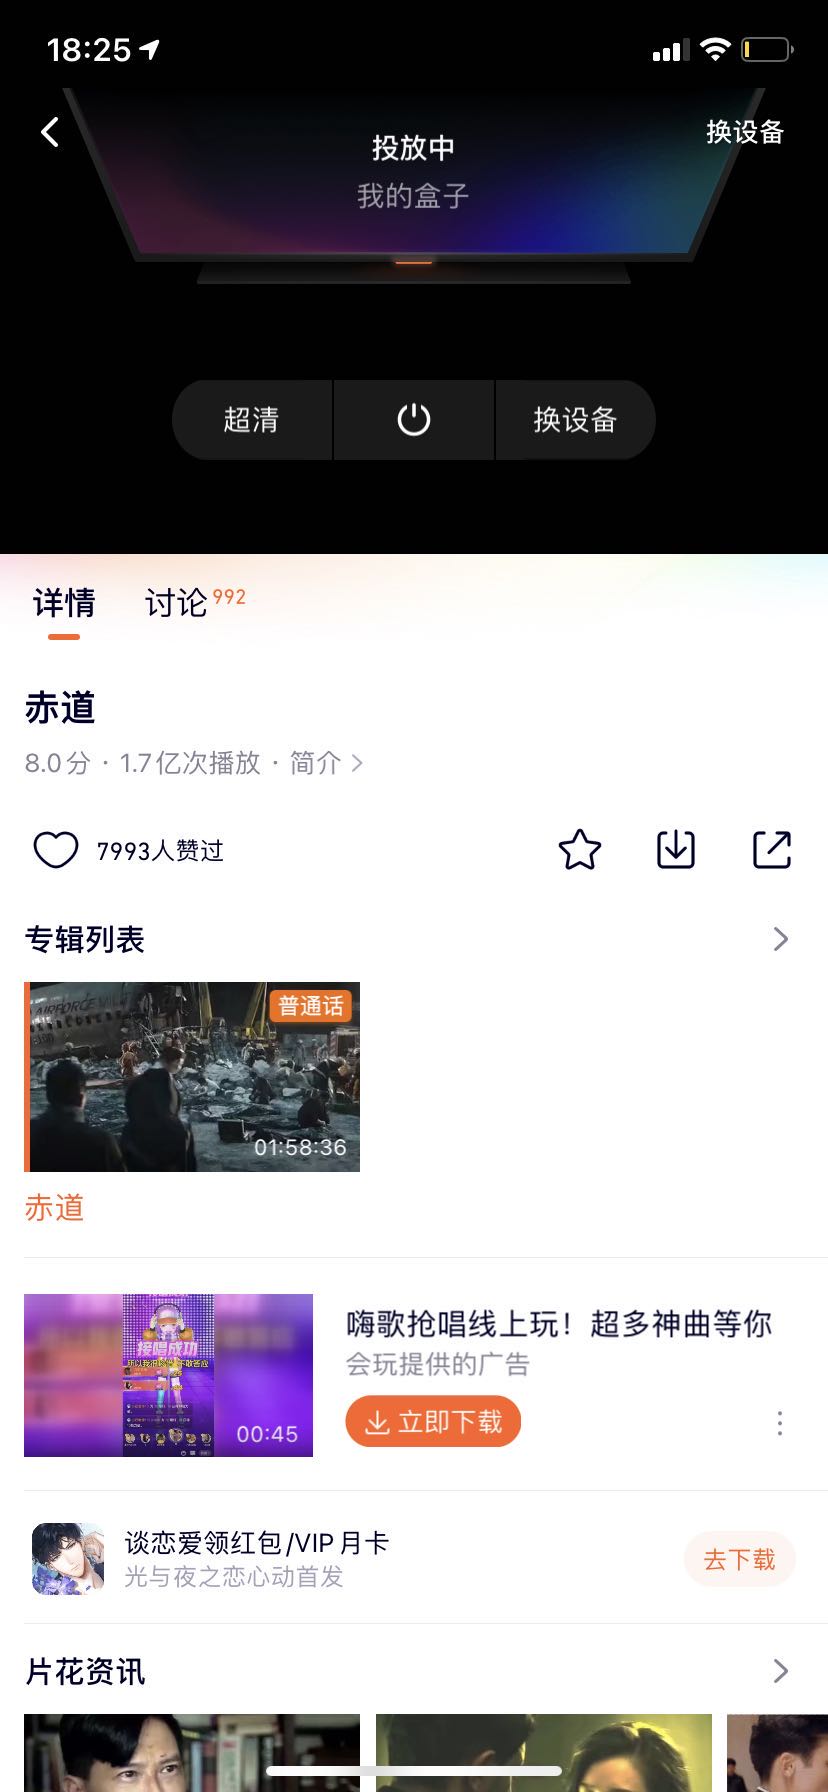 18:25
投放中
换设备
我的盒子
超清
换设备
详情
讨论 992
赤道
8.0分 · 1.7亿次播放 · 简介
7993人赞过
专辑列表
普通话
01:58:36
赤道
接唱成功
00:45
嗨歌抢唱线上玩！超多神曲等你
会玩提供的广告
立即下载
谈恋爱领红包/VIP月卡
光与夜之恋心动首发
去下载
片花资讯